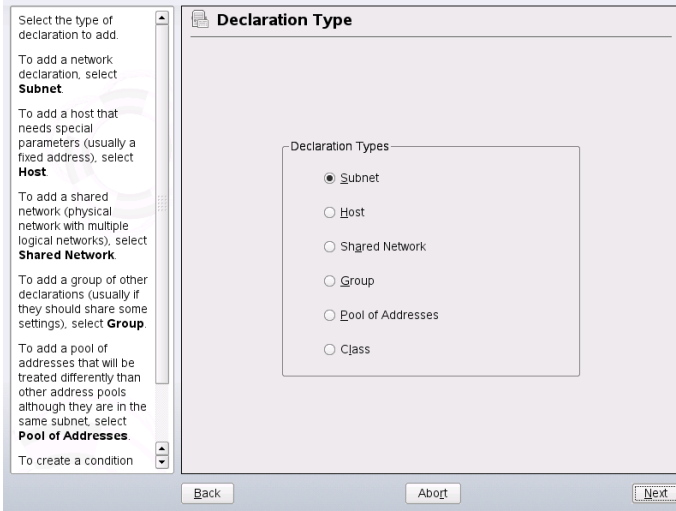 Select the type of
declaration to add.
To add a network
declaration, select
Subnet.
To add a host that
needs special
parameters (usually a
fixed address), select
Host.
To add a shared
network (physical
network with multiple
logical networks), select
Shared Network.
To add a group of other
declarations (usually if
they should share some
settings), select Group.
To add a pool of
addresses that will be
treated differently than
other address pools
although they are in the
same subnet, select
Pool of Addresses.
To create a condition
Declaration Type
Declaration Types
Subnet
Host
Shared Network
Group
Pool of Addresses
Class
Back
Abort
Next